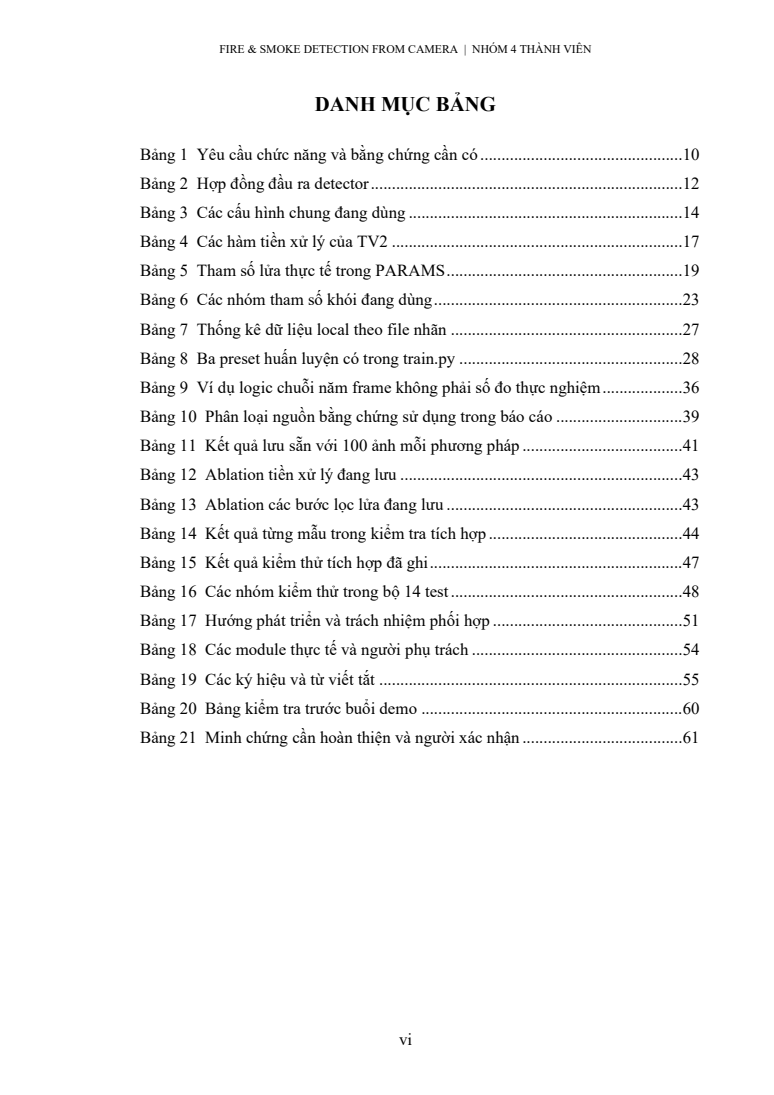 FIRE & SMOKE DETECTION FROM CAMERA | NHÓM 4 THÀNH VIÊN
DANH MỤC BẢNG
Bảng 1 Yêu cầu chức năng và bằng chứng cần có.................................................10
Bảng 2 Hợp đồng đầu ra detector...........................................................................12
Bảng 3 Các cấu hình chung đang dùng ..................................................................14
Bảng 4 Các hàm tiền xử lý của TV2 ......................................................................17
Bảng 5 Tham số lửa thực tế trong PARAMS.........................................................19
Bảng 6 Các nhóm tham số khói đang dùng............................................................23
Bảng 7 Thống kê dữ liệu local theo file nhãn ........................................................27
Bảng 8 Ba preset huấn luyện có trong train.py ......................................................28
Bảng 9 Ví dụ logic chuỗi năm frame không phải số đo thực nghiệm...................36
Bảng 10 Phân loại nguồn bằng chứng sử dụng trong báo cáo ...............................39
Bảng 11 Kết quả lưu sẵn với 100 ảnh mỗi phương pháp .......................................41
Bảng 12 Ablation tiền xử lý đang lưu .....................................................................43
Bảng 13 Ablation các bước lọc lửa đang lưu .........................................................43
Bảng 14 Kết quả từng mẫu trong kiểm tra tích hợp...............................................44
Bảng 15 Kết quả kiểm thử tích hợp đã ghi.............................................................47
Bảng 16 Các nhóm kiểm thử trong bộ 14 test........................................................48
Bảng 17 Hướng phát triển và trách nhiệm phối hợp ..............................................51
Bảng 18 Các module thực tế và người phụ trách ...................................................54
Bảng 19 Các ký hiệu và từ viết tắt .........................................................................55
Bảng 20 Bảng kiểm tra trước buổi demo ...............................................................60
Bảng 21 Minh chứng cần hoàn thiện và người xác nhận .......................................61
vi